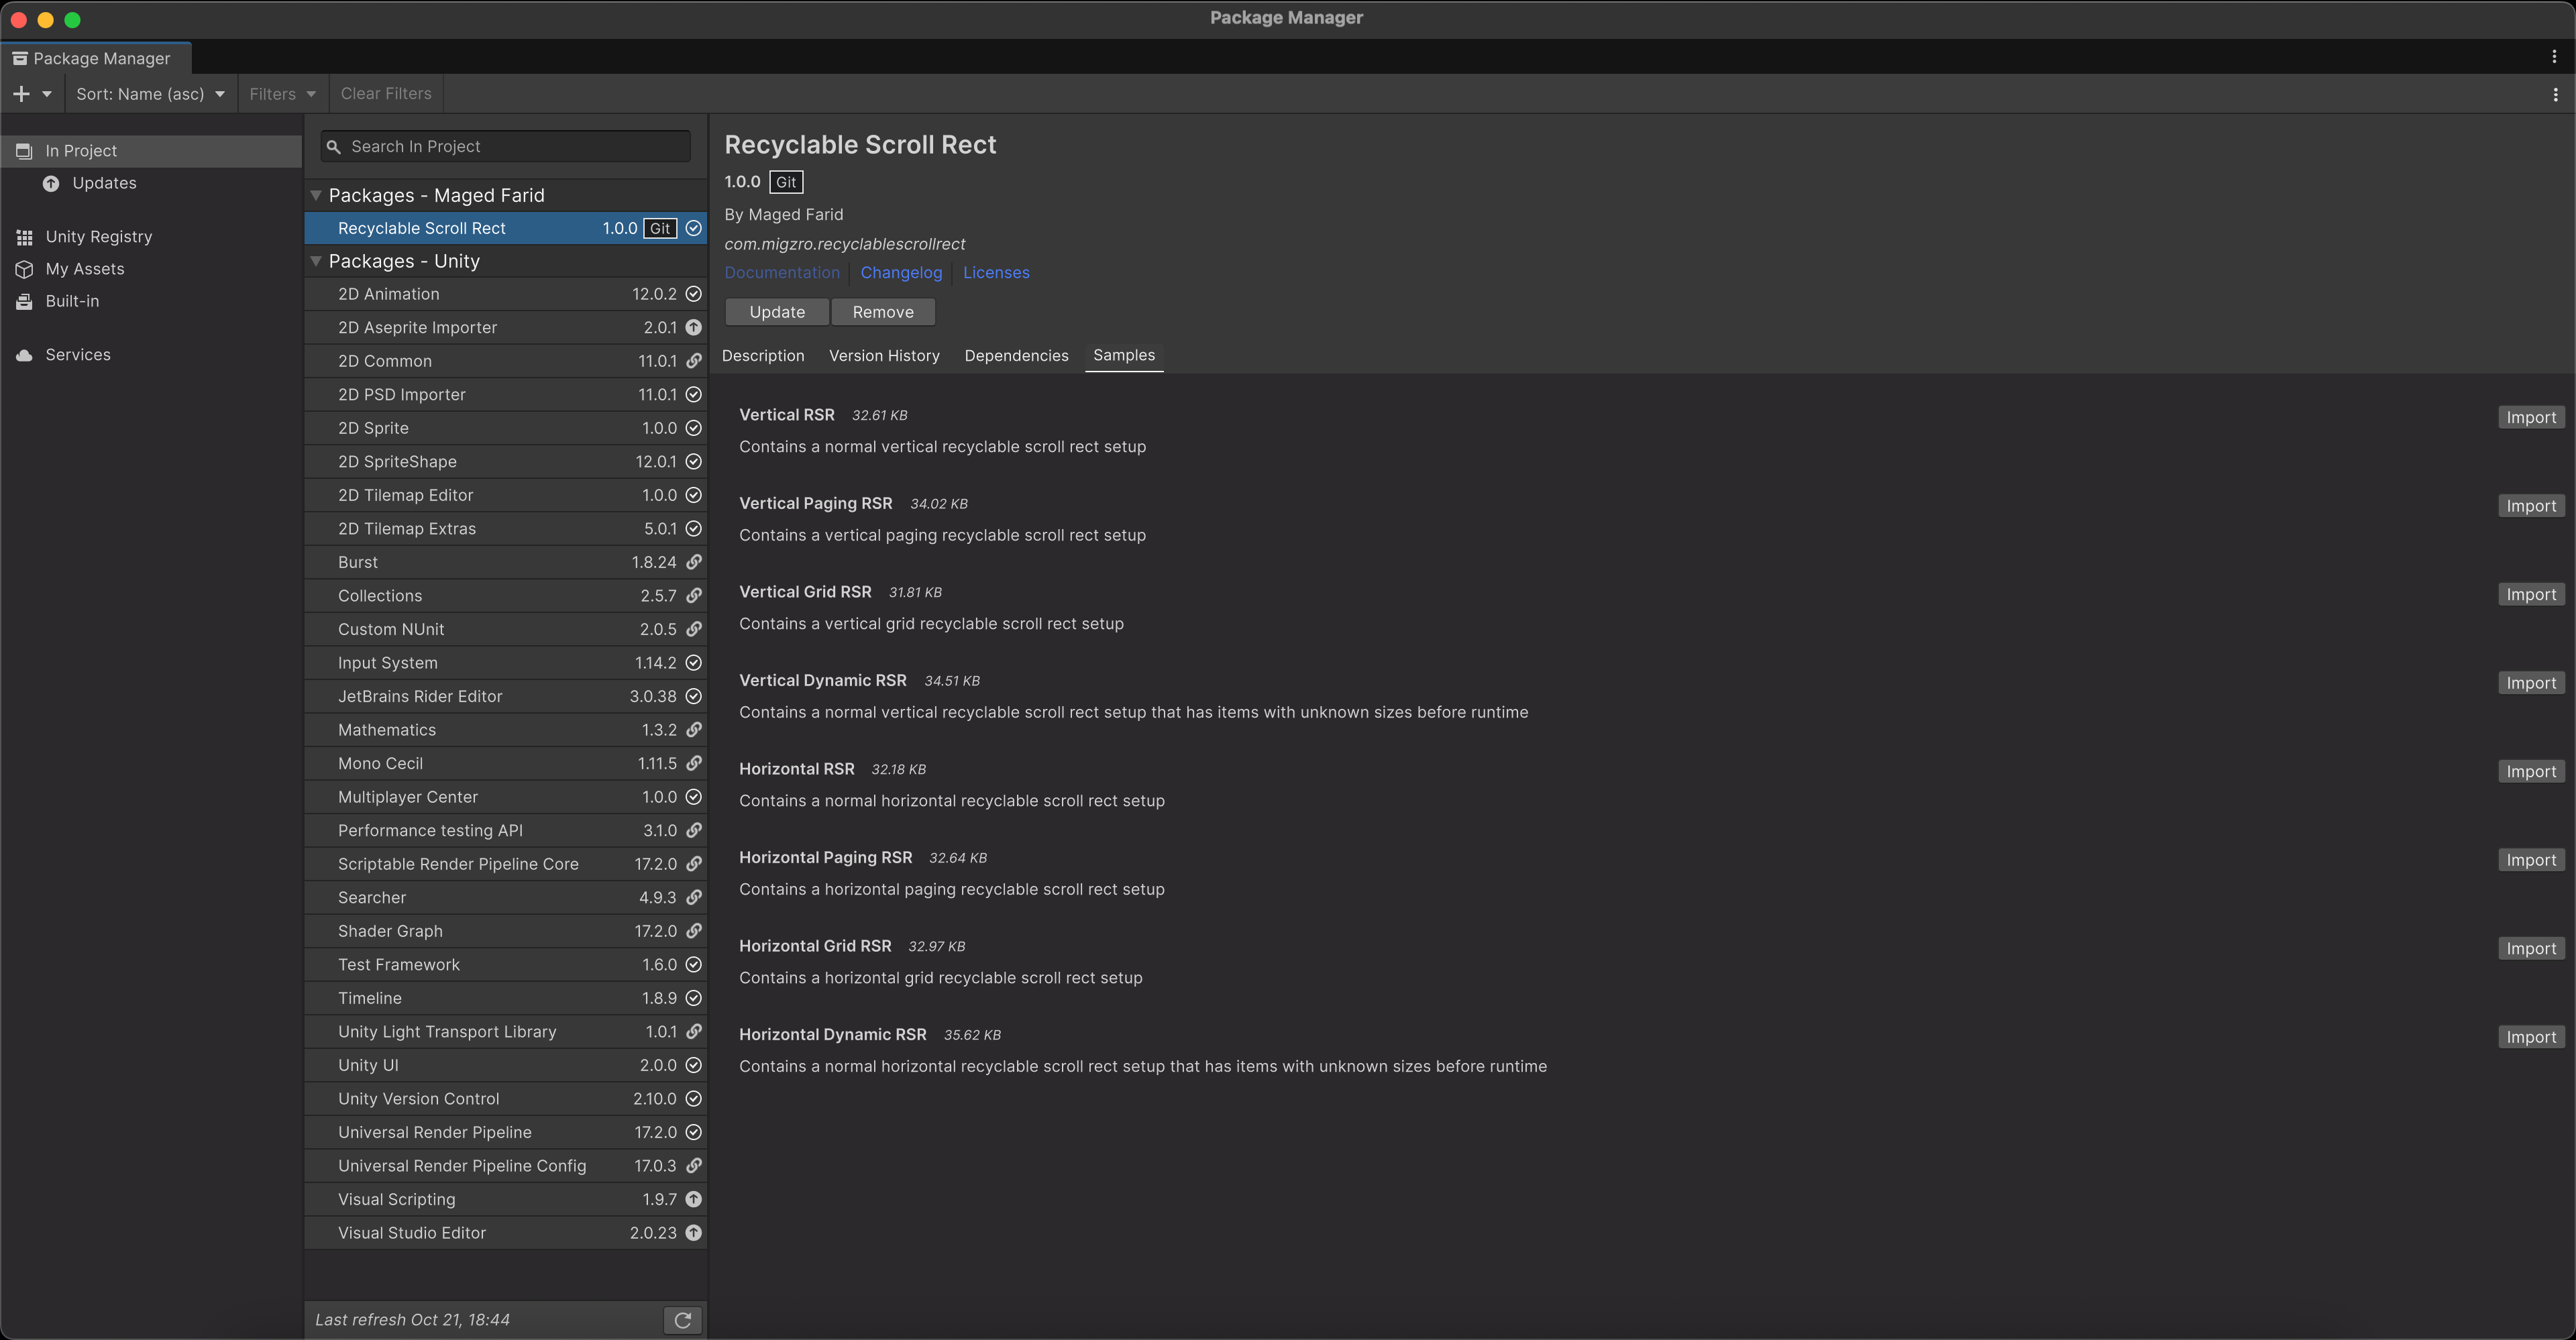 Package Manager
Package Manager
Sort: Name (asc) Filters Clear Filters
In Project
Updates
Unity Registry
My Assets
Built-in
Services
Search In Project
Packages - Maged Farid
Recyclable Scroll Rect 1.0.0 Git
Packages - Unity
2D Animation 12.0.2
2D Aseprite Importer 2.0.1
2D Common 11.0.1
2D PSD Importer 11.0.1
2D Sprite 1.0.0
2D SpriteShape 12.0.1
2D Tilemap Editor 1.0.0
2D Tilemap Extras 5.0.1
Burst 1.8.24
Collections 2.5.7
Custom NUnit 2.0.5
Input System 1.14.2
JetBrains Rider Editor 3.0.38
Mathematics 1.3.2
Mono Cecil 1.11.5
Multiplayer Center 1.0.0
Performance testing API 3.1.0
Scriptable Render Pipeline Core 17.2.0
Searcher 4.9.3
Shader Graph 17.2.0
Test Framework 1.6.0
Timeline 1.8.9
Unity Light Transport Library 1.0.1
Unity UI 2.0.0
Unity Version Control 2.10.0
Universal Render Pipeline 17.2.0
Universal Render Pipeline Config 17.0.3
Visual Scripting 1.9.7
Visual Studio Editor 2.0.23
Last refresh Oct 21, 18:44
Recyclable Scroll Rect
1.0.0 Git
By Maged Farid
com.migzro.recyclablescrollrect
Documentation Changelog Licenses
Update Remove
Description Version History Dependencies Samples
Vertical RSR 32.61 KB Import
Contains a normal vertical recyclable scroll rect setup
Vertical Paging RSR 34.02 KB Import
Contains a vertical paging recyclable scroll rect setup
Vertical Grid RSR 31.81 KB Import
Contains a vertical grid recyclable scroll rect setup
Vertical Dynamic RSR 34.51 KB Import
Contains a normal vertical recyclable scroll rect setup that has items with unknown sizes before runtime
Horizontal RSR 32.18 KB Import
Contains a normal horizontal recyclable scroll rect setup
Horizontal Paging RSR 32.64 KB Import
Contains a horizontal paging recyclable scroll rect setup
Horizontal Grid RSR 32.97 KB Import
Contains a horizontal grid recyclable scroll rect setup
Horizontal Dynamic RSR 35.62 KB Import
Contains a normal horizontal recyclable scroll rect setup that has items with unknown sizes before runtime